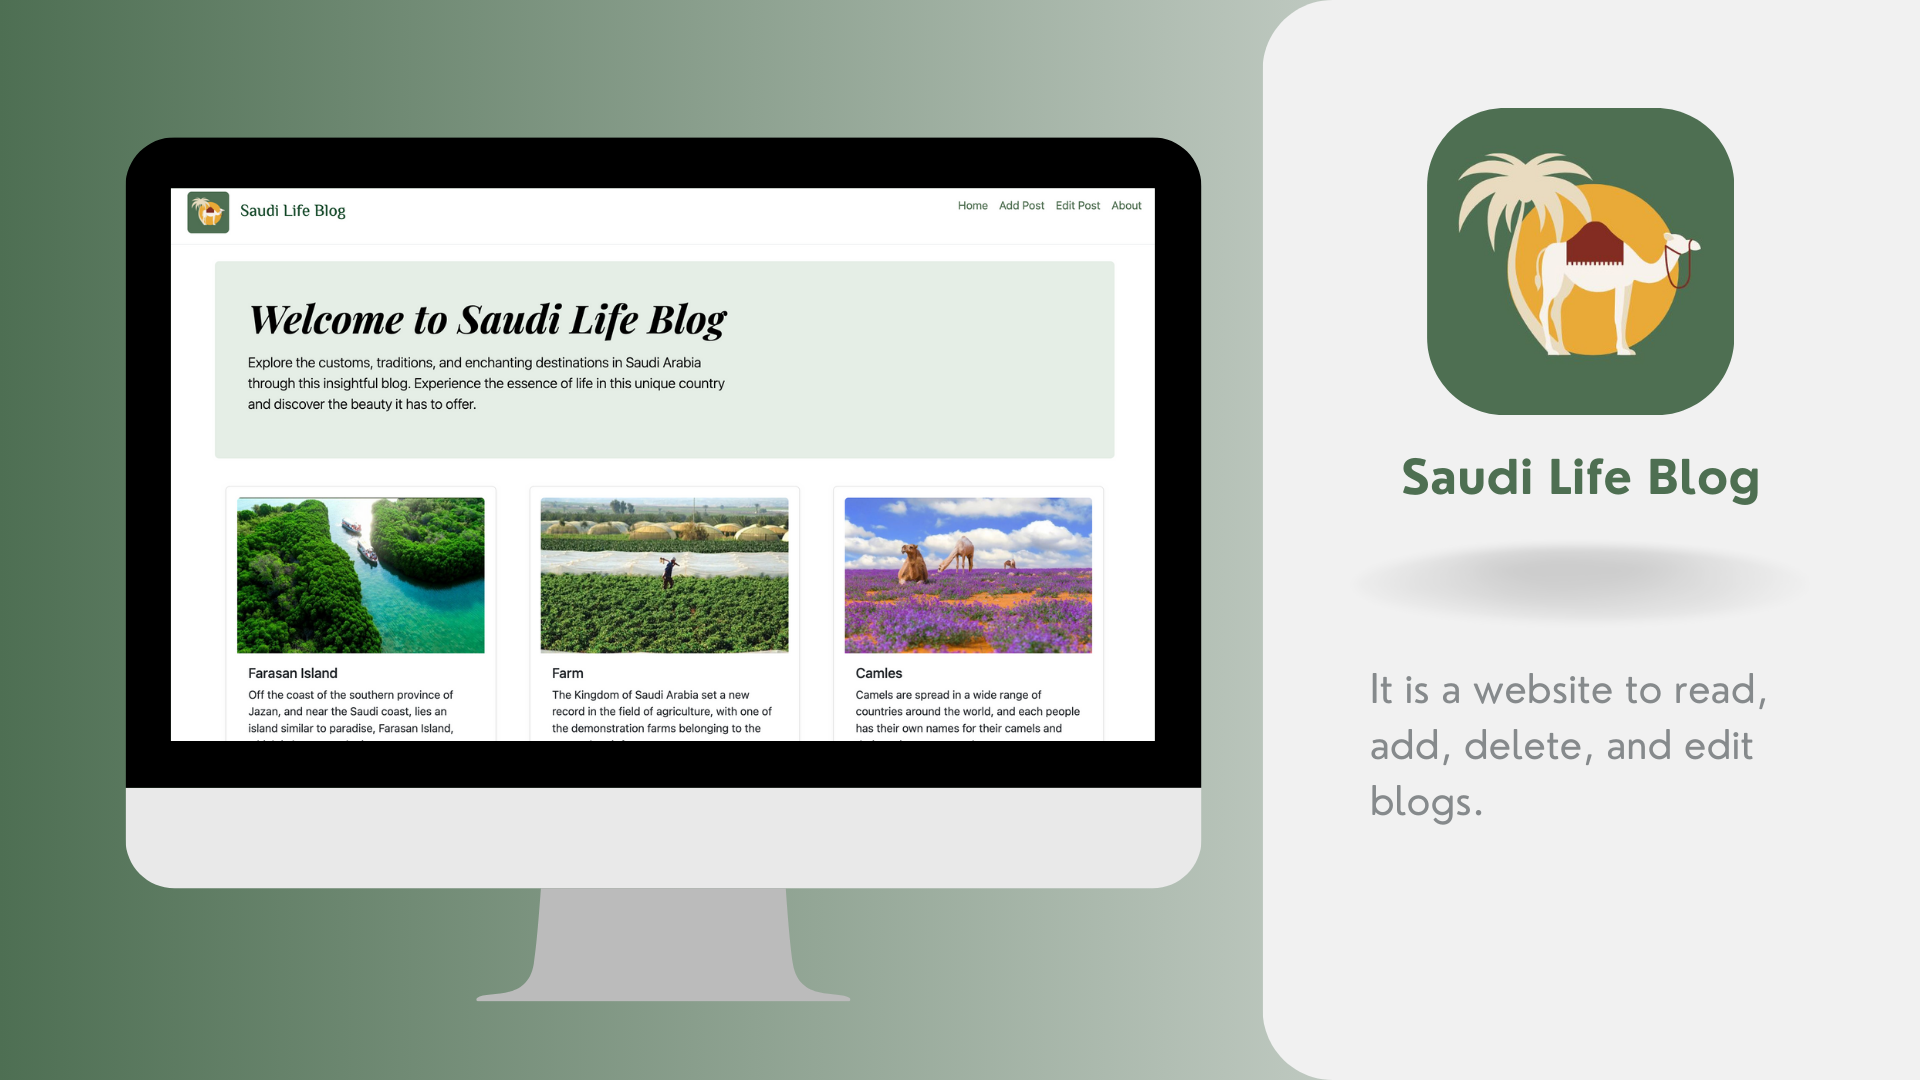 Saudi Life Blog
Home Add Post Edit Post About
Welcome to Saudi Life Blog
Explore the customs, traditions, and enchanting destinations in Saudi Arabia
through this insightful blog. Experience the essence of life in this unique country
and discover the beauty it has to offer.
Farasan Island
Off the coast of the southern province of
Jazan, and near the Saudi coast, lies an
island similar to paradise, Farasan Island,
Farm
The Kingdom of Saudi Arabia set a new
record in the field of agriculture, with one of
the demonstration farms belonging to the
Camles
Camels are spread in a wide range of
countries around the world, and each people
has their own names for their camels and
Saudi Life Blog
It is a website to read,
add, delete, and edit
blogs.